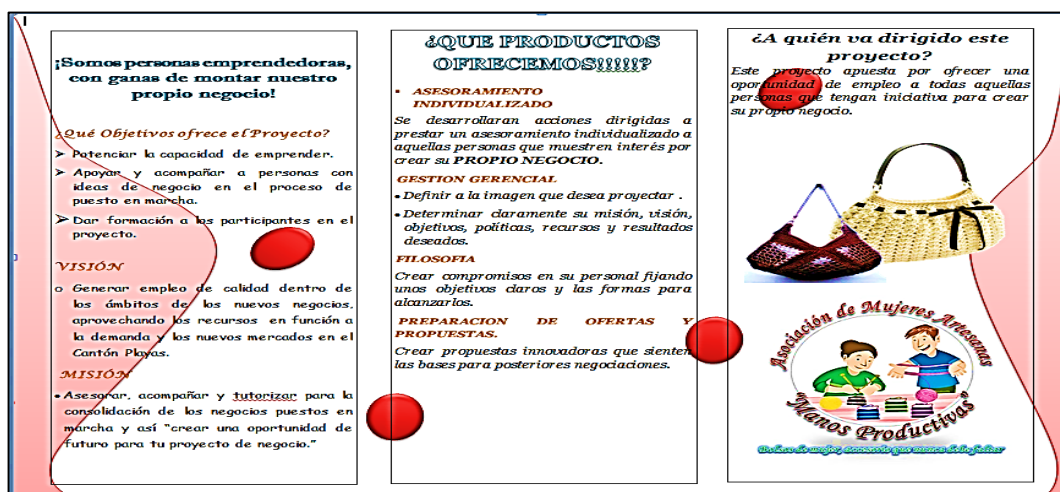 ¡Somos personas emprendedoras,
con ganas de montar nuestro
propio negocio!
¿Qué Objetivos ofrece el Proyecto?
➢ Potenciar la capacidad de emprender.
➢ Apoyar y acompañar a personas con
ideas de negocio en el proceso de
puesto en marcha.
➢ Dar formación a los participantes en el
proyecto.
VISIÓN
o Generar empleo de calidad dentro de
los ámbitos de los nuevos negocios,
aprovechando los recursos en función a
la demanda y los nuevos mercados en el
Cantón Playas.
MISIÓN
• Asesorar, acompañar y tutorizar para la
consolidación de los negocios puestos en
marcha y así “crear una oportunidad de
futuro para tu proyecto de negocio.”
¿QUE PRODUCTOS
OFRECEMOS!!!!!?
▪ ASESORAMIENTO
INDIVIDUALIZADO
Se desarrollaran acciones dirigidas a
prestar un asesoramiento individualizado a
aquellas personas que muestren interés por
crear su PROPIO NEGOCIO.
GESTION GERENCIAL
• Definir a la imagen que desea proyectar .
• Determinar claramente su misión, visión,
objetivos, políticas, recursos y resultados
deseados.
FILOSOFIA
Crear compromisos en su personal fijando
unos objetivos claros y las formas para
alcanzarlos.
PREPARACION DE OFERTAS Y
PROPUESTAS.
Crear propuestas innovadoras que sienten
las bases para posteriores negociaciones.
¿A quién va dirigido este
proyecto?
Este proyecto apuesta por ofrecer una
oportunidad de empleo a todas aquellas
personas que tengan iniciativa para crear
su propio negocio.
Asociación de Mujeres Artesanas
"Manos Productivas"